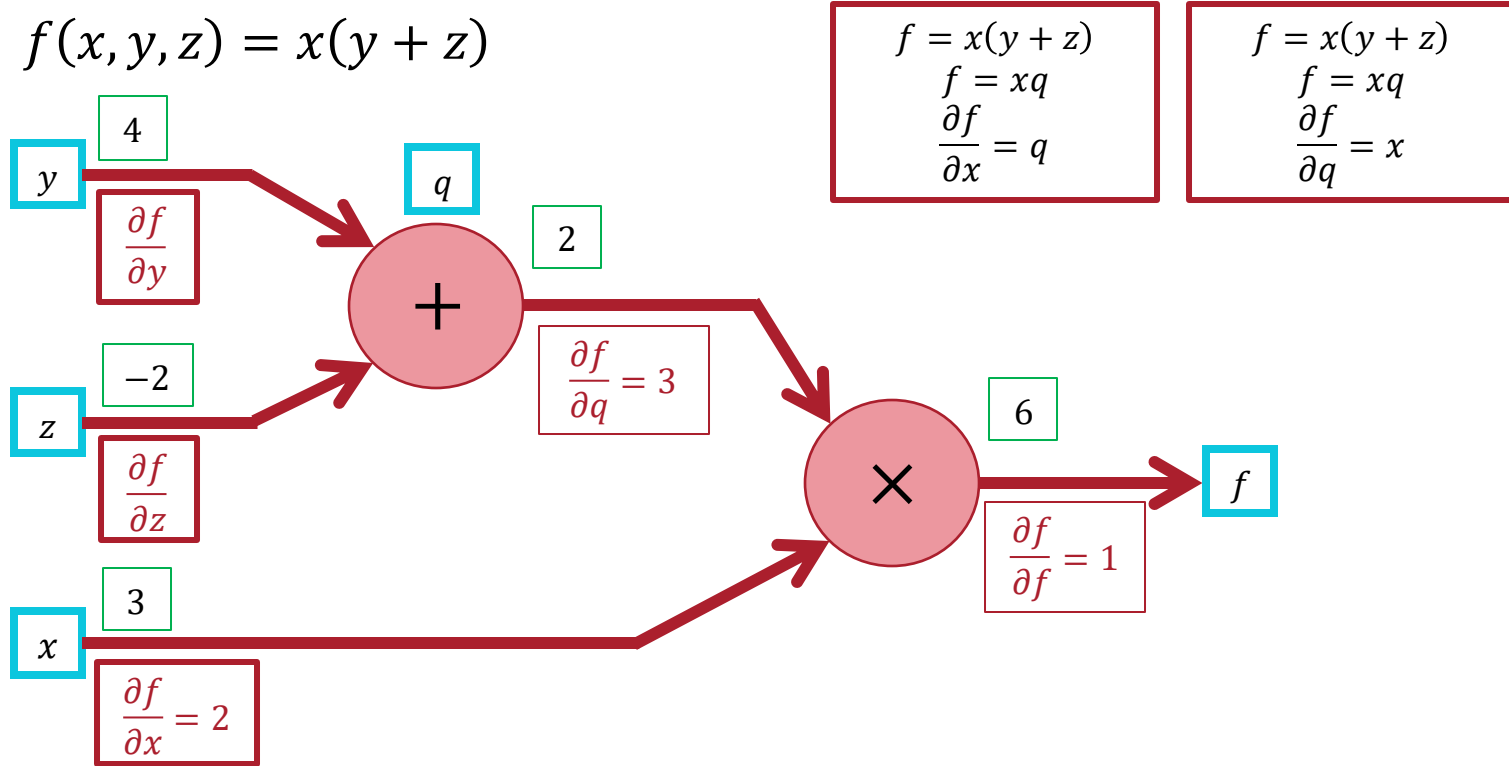 f(x, y, z) = x(y + z)
f = x(y + z)
f = xq
∂f/∂x = q
f = x(y + z)
f = xq
∂f/∂q = x
4
y
∂f/∂y
q
+
2
∂f/∂q = 3
−2
z
∂f/∂z
6
×
f
∂f/∂f = 1
3
x
∂f/∂x = 2